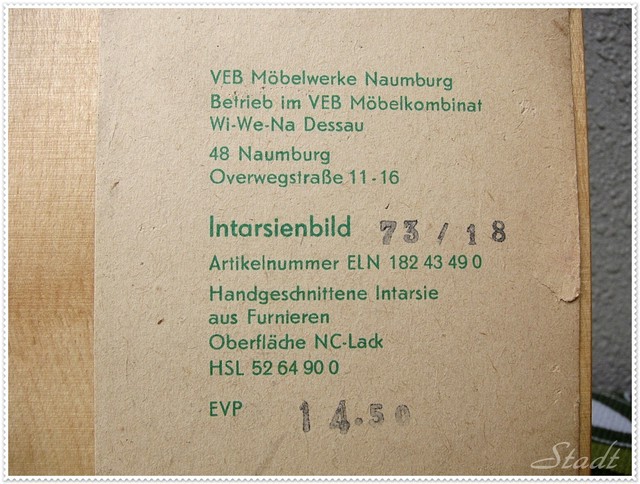 VEB Möbelwerke Naumburg
Betrieb im VEB Möbelkombinat
Wi-We-Na Dessau
48 Naumburg
Overwegstraße 11-16
Intarsienbild 73/18
Artikelnummer ELN 182 43 49 0
Handgeschnittene Intarsie
aus Furnieren
Oberfläche NC-Lack
HSL 52 64 90 0
EVP 14.50
Stadt